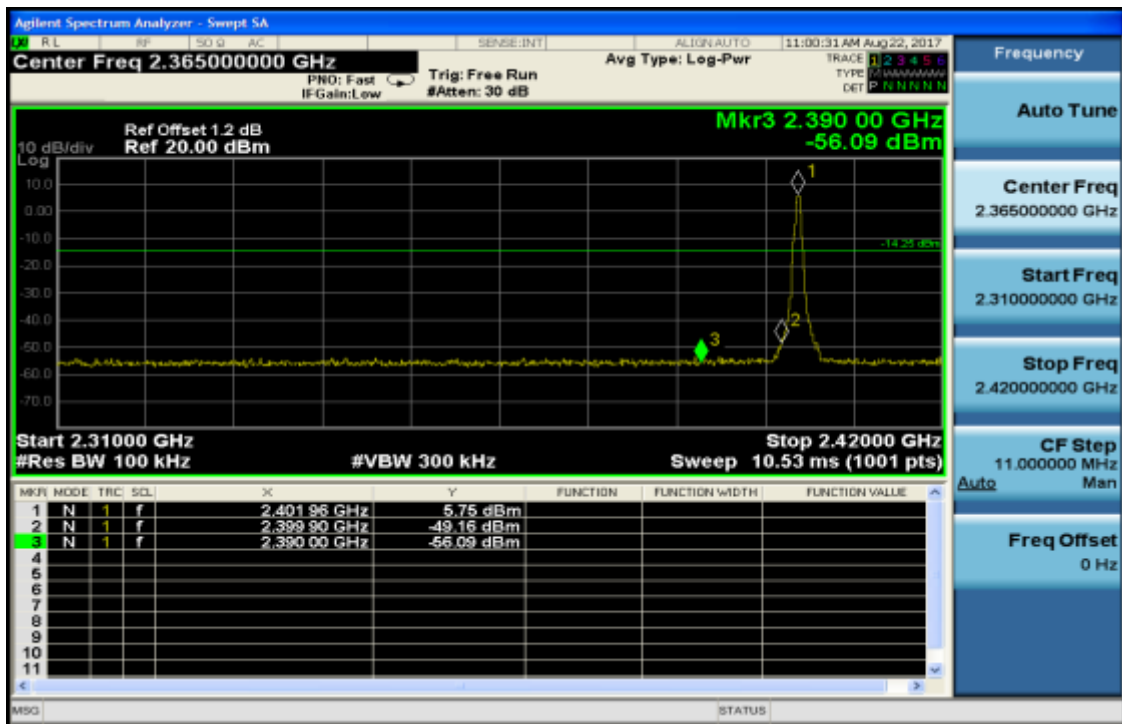 Agilent Spectrum Analyzer - Swept SA
RL RF 50 Ω AC SENSE:INT ALIGN AUTO 11:00:31 AM Aug 22, 2017
Center Freq 2.365000000 GHz
PNO: Fast
IFGain:Low
Trig: Free Run
#Atten: 30 dB
Avg Type: Log-Pwr
TRACE 1 2 3 4 5 6
TYPE
DET P N N N N N
Ref Offset 1.2 dB
10 dB/div Ref 20.00 dBm
Log
Mkr3 2.390 00 GHz
-56.09 dBm
10.0
0.00
-10.0
-20.0
-30.0
-40.0
-50.0
-60.0
-70.0
1
-14.25 dBm
2
3
Start 2.31000 GHz Stop 2.42000 GHz
#Res BW 100 kHz #VBW 300 kHz Sweep 10.53 ms (1001 pts)
MKR MODE TRC SCL X Y FUNCTION FUNCTION WIDTH FUNCTION VALUE
1 N 1 f 2.401 96 GHz 5.75 dBm
2 N 1 f 2.399 90 GHz -49.16 dBm
3 N 1 f 2.390 00 GHz -56.09 dBm
4
5
6
7
8
9
10
11
MSG STATUS
Frequency
Auto Tune
Center Freq
2.365000000 GHz
Start Freq
2.310000000 GHz
Stop Freq
2.420000000 GHz
CF Step
11.000000 MHz
Auto Man
Freq Offset
0 Hz